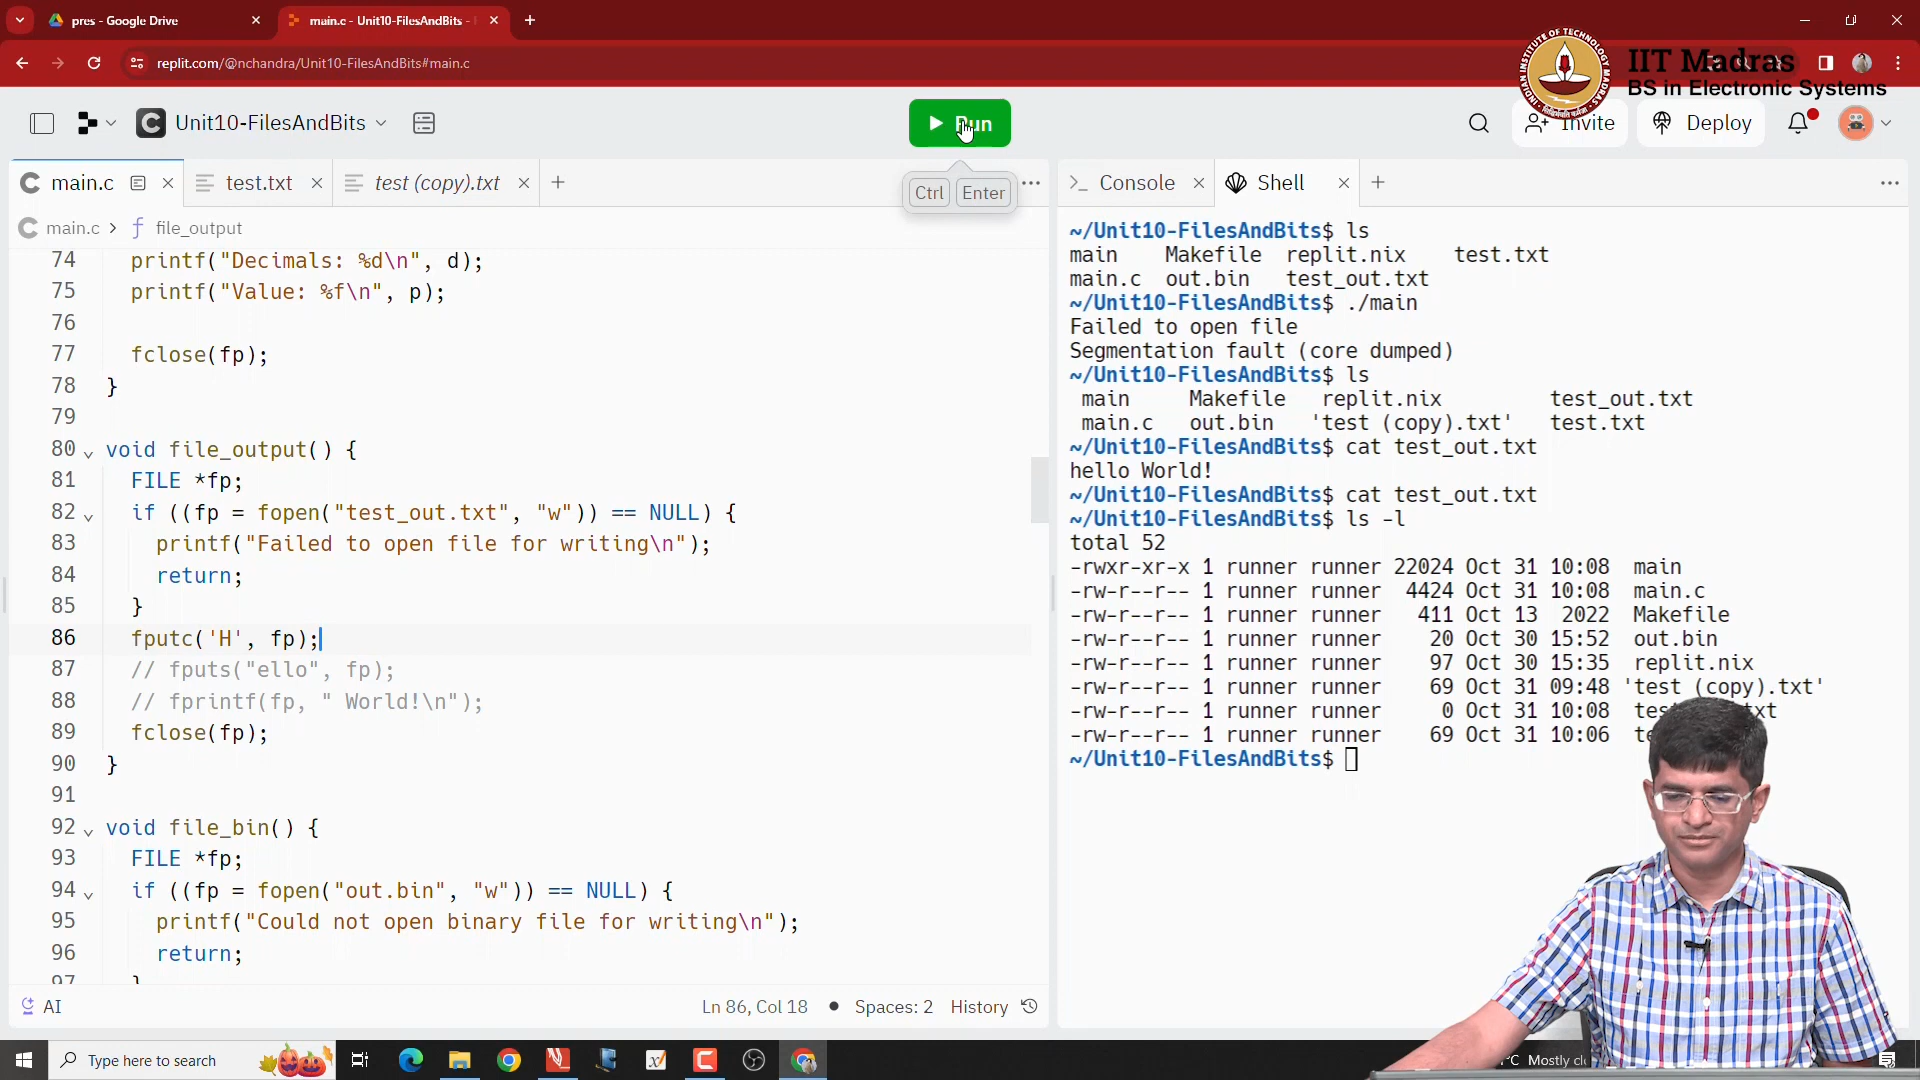 pres - Google Drive
main.c - Unit10-FilesAndBits -
replit.com/@nchandra/Unit10-FilesAndBits#main.c
IIT Madras
BS in Electronic Systems
Unit10-FilesAndBits
Run
Invite
Deploy
main.c
test.txt
test (copy).txt
Ctrl Enter
Console
Shell
main.c > f file_output
74 printf("Decimals: %d\n", d);
75 printf("Value: %f\n", p);
76
77 fclose(fp);
78 }
79
80 void file_output() {
81 FILE *fp;
82 if ((fp = fopen("test_out.txt", "w")) == NULL) {
83 printf("Failed to open file for writing\n");
84 return;
85 }
86 fputc('H', fp);
87 // fputs("ello", fp);
88 // fprintf(fp, " World!\n");
89 fclose(fp);
90 }
91
92 void file_bin() {
93 FILE *fp;
94 if ((fp = fopen("out.bin", "w")) == NULL) {
95 printf("Could not open binary file for writing\n");
96 return;
97 }
AI
Ln 86, Col 18 • Spaces: 2 History
~/Unit10-FilesAndBits$ ls
main Makefile replit.nix test.txt
main.c out.bin test_out.txt
~/Unit10-FilesAndBits$ ./main
Failed to open file
Segmentation fault (core dumped)
~/Unit10-FilesAndBits$ ls
main Makefile replit.nix test_out.txt
main.c out.bin 'test (copy).txt' test.txt
~/Unit10-FilesAndBits$ cat test_out.txt
hello World!
~/Unit10-FilesAndBits$ cat test_out.txt
~/Unit10-FilesAndBits$ ls -l
total 52
-rwxr-xr-x 1 runner runner 22024 Oct 31 10:08 main
-rw-r--r-- 1 runner runner 4424 Oct 31 10:08 main.c
-rw-r--r-- 1 runner runner 411 Oct 13 2022 Makefile
-rw-r--r-- 1 runner runner 20 Oct 30 15:52 out.bin
-rw-r--r-- 1 runner runner 97 Oct 30 15:35 replit.nix
-rw-r--r-- 1 runner runner 69 Oct 31 09:48 'test (copy).txt'
-rw-r--r-- 1 runner runner 0 Oct 31 10:08
-rw-r--r-- 1 runner runner 69 Oct 31 10:06
~/Unit10-FilesAndBits$
Type here to search
Mostly